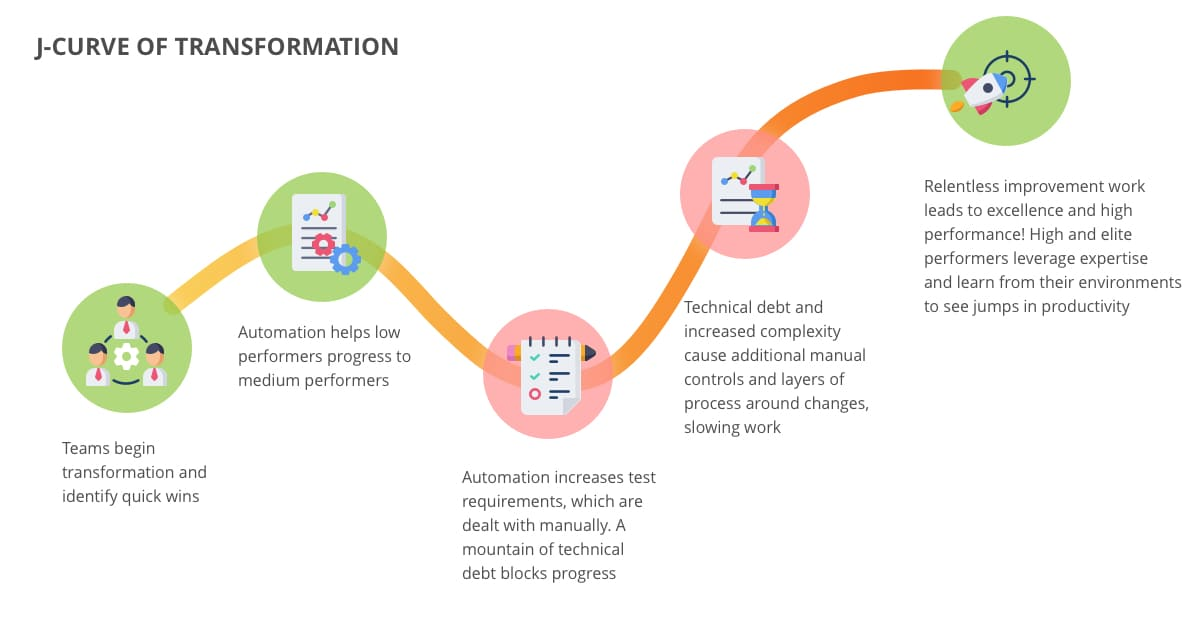 J-CURVE OF TRANSFORMATION
Teams begin
transformation and
identify quick wins
Automation helps low
performers progress to
medium performers
Automation increases test
requirements, which are
dealt with manually. A
mountain of technical
debt blocks progress
Technical debt and
increased complexity
cause additional manual
controls and layers of
process around changes,
slowing work
Relentless improvement work
leads to excellence and high
performance! High and elite
performers leverage expertise
and learn from their environments
to see jumps in productivity